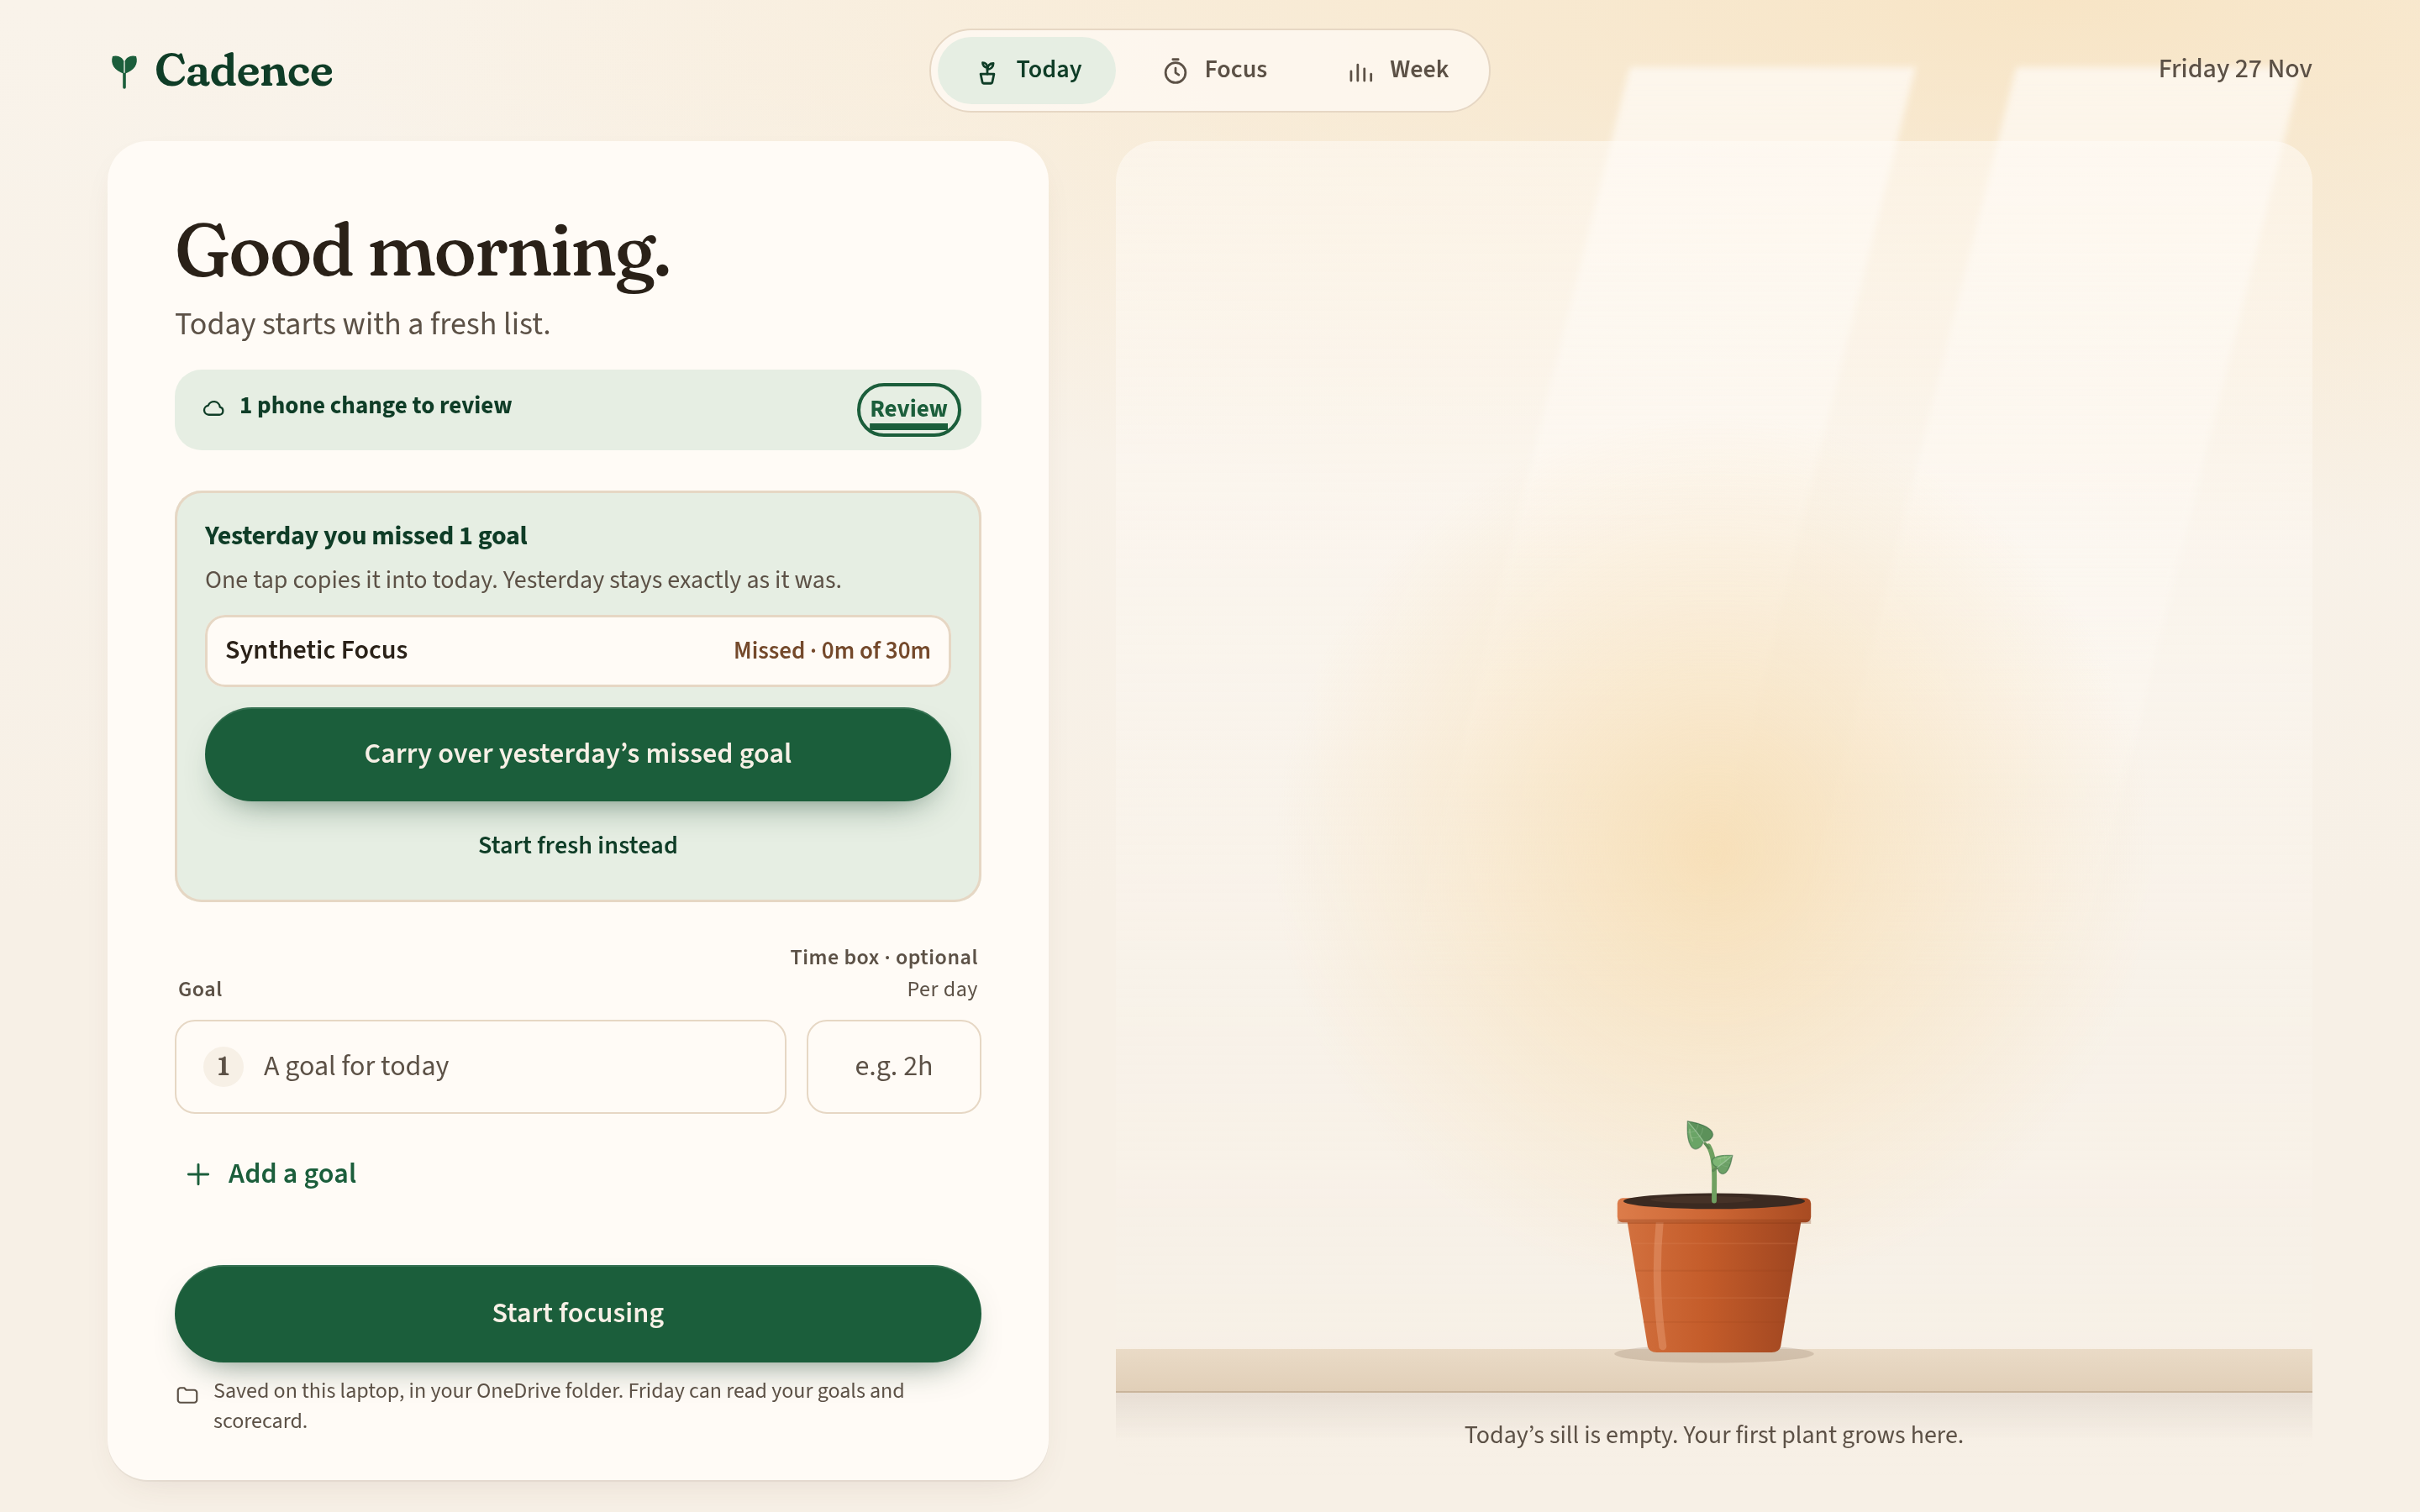 Cadence
Today
Focus
Week
Friday 27 Nov
Good morning.
Today starts with a fresh list.
1 phone change to review
Review
Yesterday you missed 1 goal
One tap copies it into today. Yesterday stays exactly as it was.
Synthetic Focus
Missed · 0m of 30m
Carry over yesterday’s missed goal
Start fresh instead
Time box · optional
Goal
Per day
1
A goal for today
e.g. 2h
Add a goal
Start focusing
Saved on this laptop, in your OneDrive folder. Friday can read your goals and
scorecard.
Today’s sill is empty. Your first plant grows here.